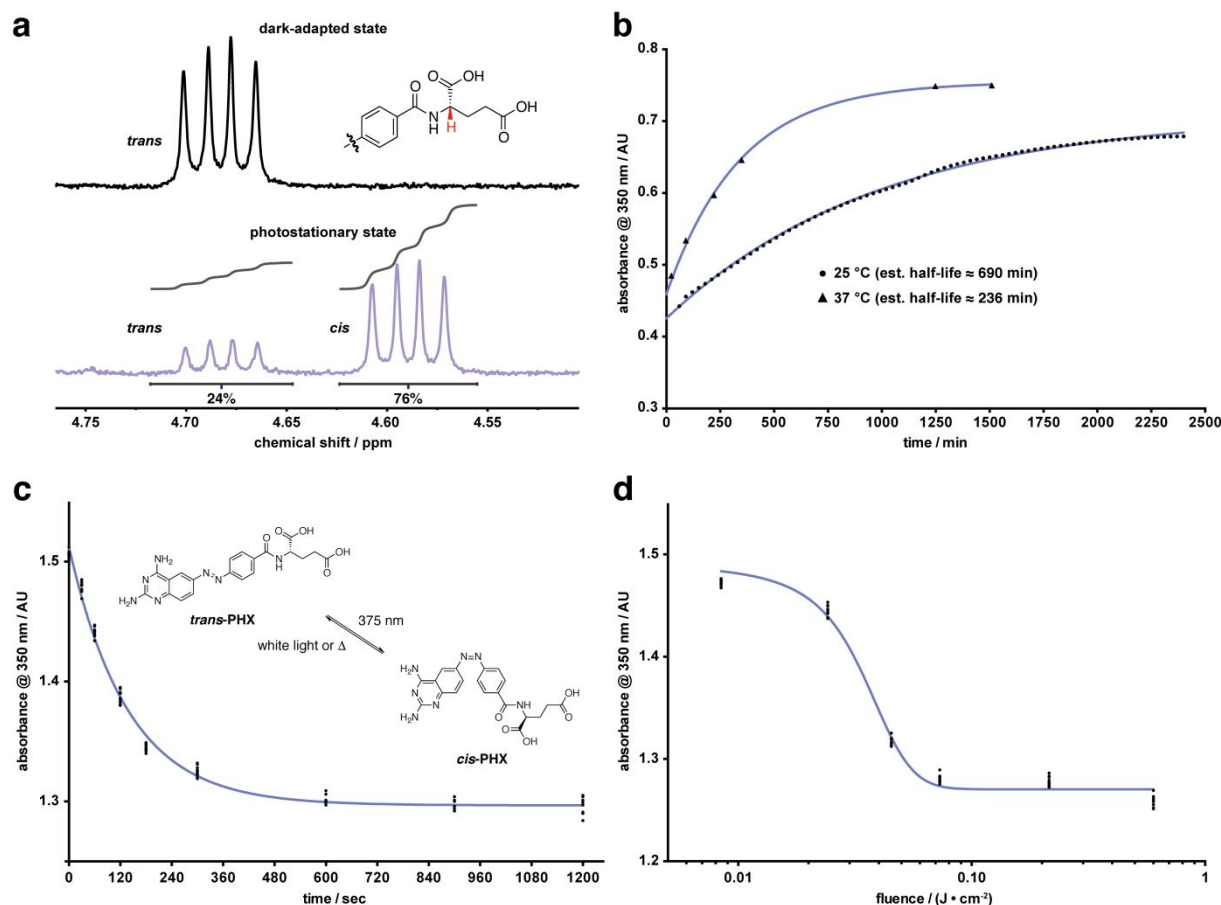 a
dark-adapted state
trans
O
OH
O
N
H
H
O
OH
photostationary state
trans
cis
24%
76%
4.75
4.70
4.65
4.60
4.55
chemical shift / ppm
b
absorbance @ 350 nm / AU
0.8
0.7
0.6
0.5
0.4
0.3
25 °C (est. half-life ≈ 690 min)
37 °C (est. half-life ≈ 236 min)
0 250 500 750 1000 1250 1500 1750 2000 2250 2500
time / min
c
absorbance @ 350 nm / AU
1.5
1.4
1.3
O
OH
O
N
H
OH
O
NH2
N
H2N
N
N=N
trans-PHX
375 nm
white light or Δ
N=N
NH2
N
H2N
N
O
NH
O
OH
O
OH
cis-PHX
0 120 240 360 480 600 720 840 960 1080 1200
time / sec
d
absorbance @ 350 nm / AU
1.5
1.4
1.3
1.2
0.01
0.10
1
fluence / (J • cm-2)